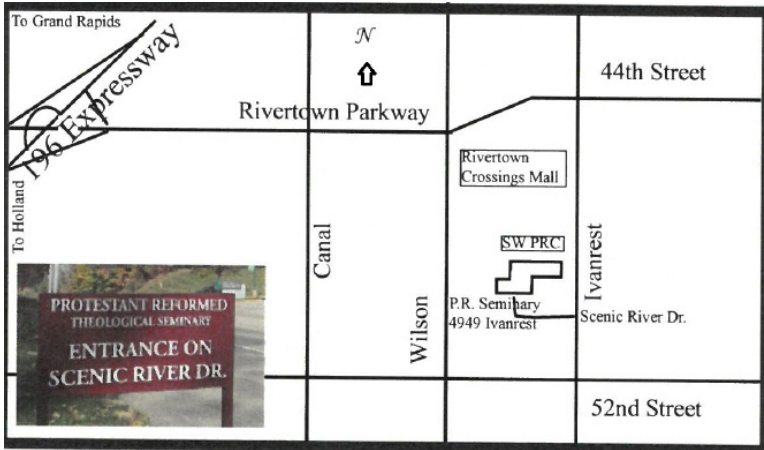 To Grand Rapids
N
44th Street
196 Expressway
Rivertown Parkway
Rivertown
Crossings Mall
To Holland
Canal
SW PRC
Ivanrest
Wilson
P.R. Seminary
4949 Ivanrest
Scenic River Dr.
PROTESTANT REFORMED
THEOLOGICAL SEMINARY
ENTRANCE ON
SCENIC RIVER DR.
52nd Street